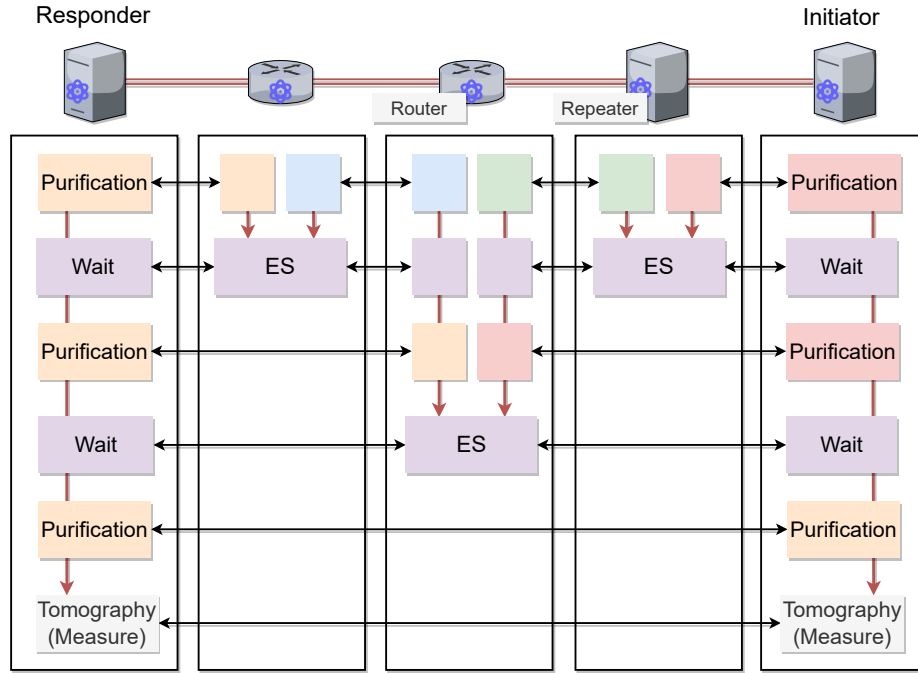 Responder
Initiator
Router
Repeater
Purification
Purification
Wait
ES
ES
Wait
Purification
Purification
Wait
ES
Wait
Purification
Purification
Tomography
(Measure)
Tomography
(Measure)